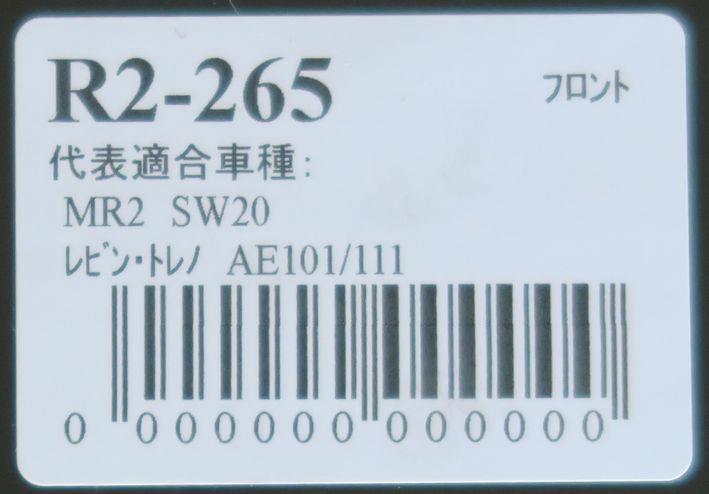 R2-265
フロント
代表適合車種:
MR2 SW20
ﾚﾋﾞﾝ・ﾄﾚﾉ AE101/111
0 000000 000000